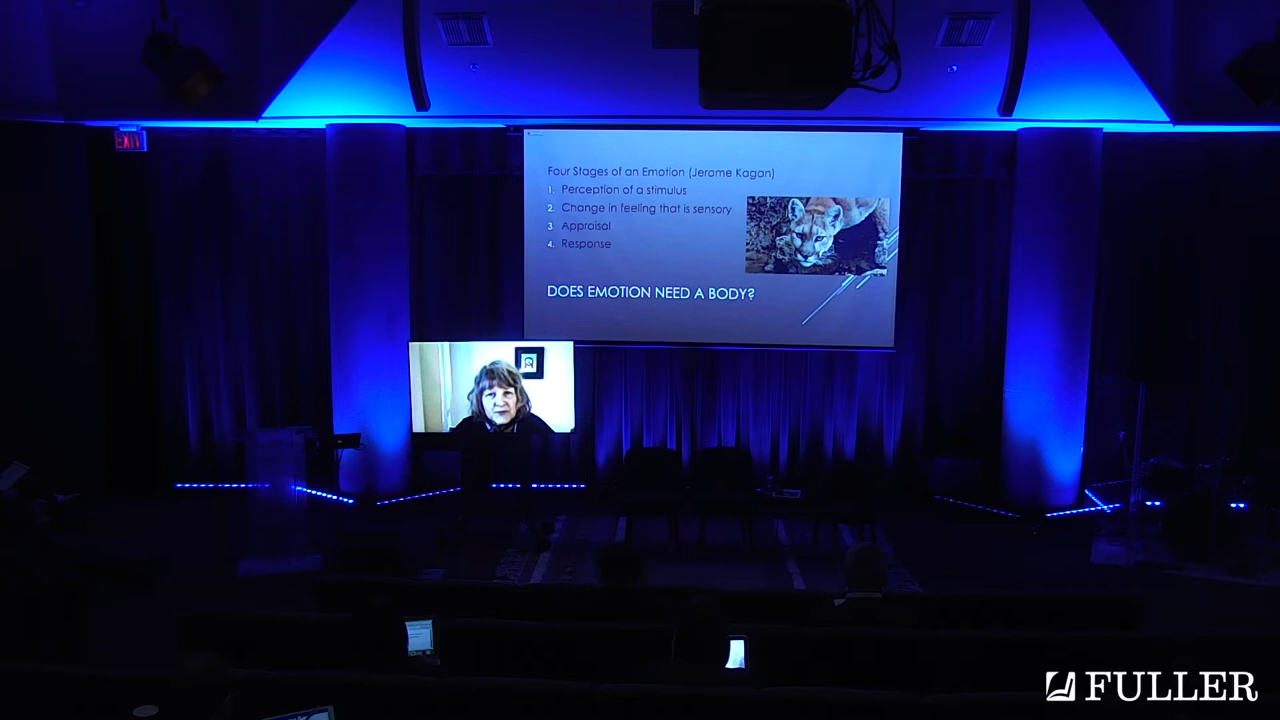 EXIT
Four Stages of an Emotion (Jerome Kagan)
1. Perception of a stimulus
2. Change in feeling that is sensory
3. Appraisal
4. Response
DOES EMOTION NEED A BODY?
FULLER